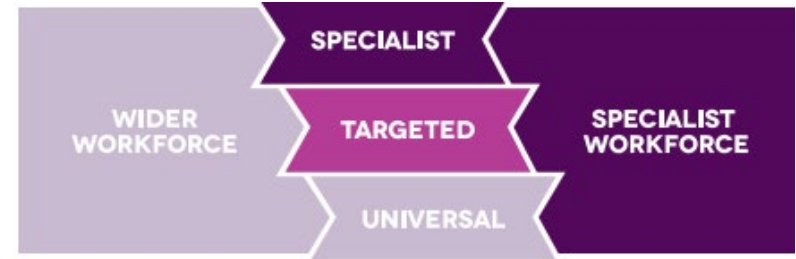 SPECIALIST
WIDER
WORKFORCE
TARGETED
SPECIALIST
WORKFORCE
UNIVERSAL